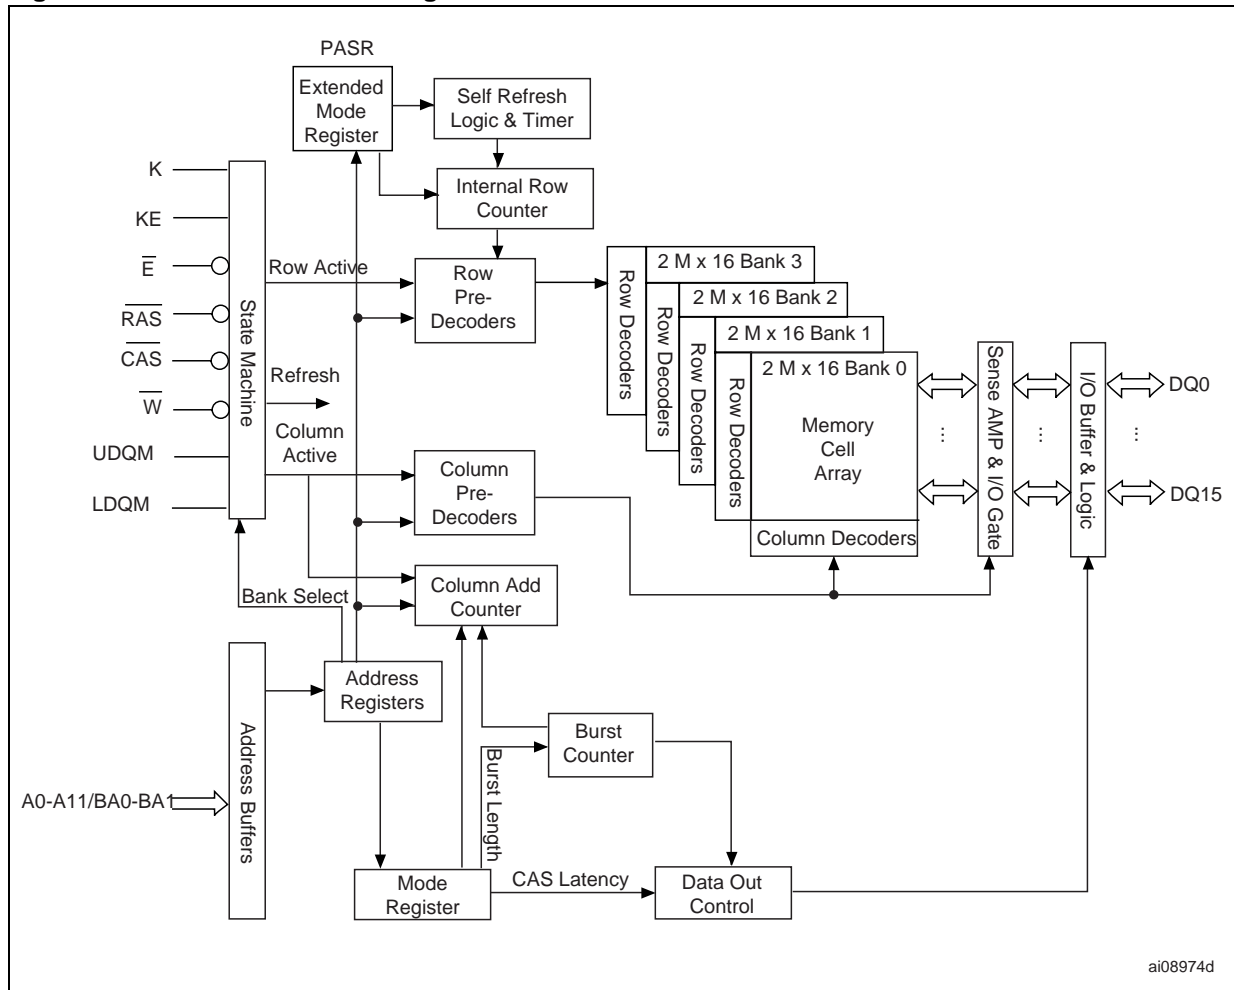 PASR
Extended
Mode
Register
Self Refresh
Logic & Timer
Internal Row
Counter
K
KE
E̅
R̅A̅S̅
C̅A̅S̅
W̅
UDQM
LDQM
State Machine
Row Active
Refresh
Column
Active
Bank Select
Row
Pre-
Decoders
Column
Pre-
Decoders
Column Add
Counter
Row Decoders
2 M x 16 Bank 3
Row Decoders
2 M x 16 Bank 2
Row Decoders
2 M x 16 Bank 1
Row Decoders
2 M x 16 Bank 0
Memory
Cell
Array
Column Decoders
Sense AMP & I/O Gate
I/O Buffer & Logic
...
...
...
DQ0
DQ15
A0-A11/BA0-BA1
Address Buffers
Address
Registers
Burst
Counter
Burst Length
Mode
Register
CAS Latency
Data Out
Control
ai08974d